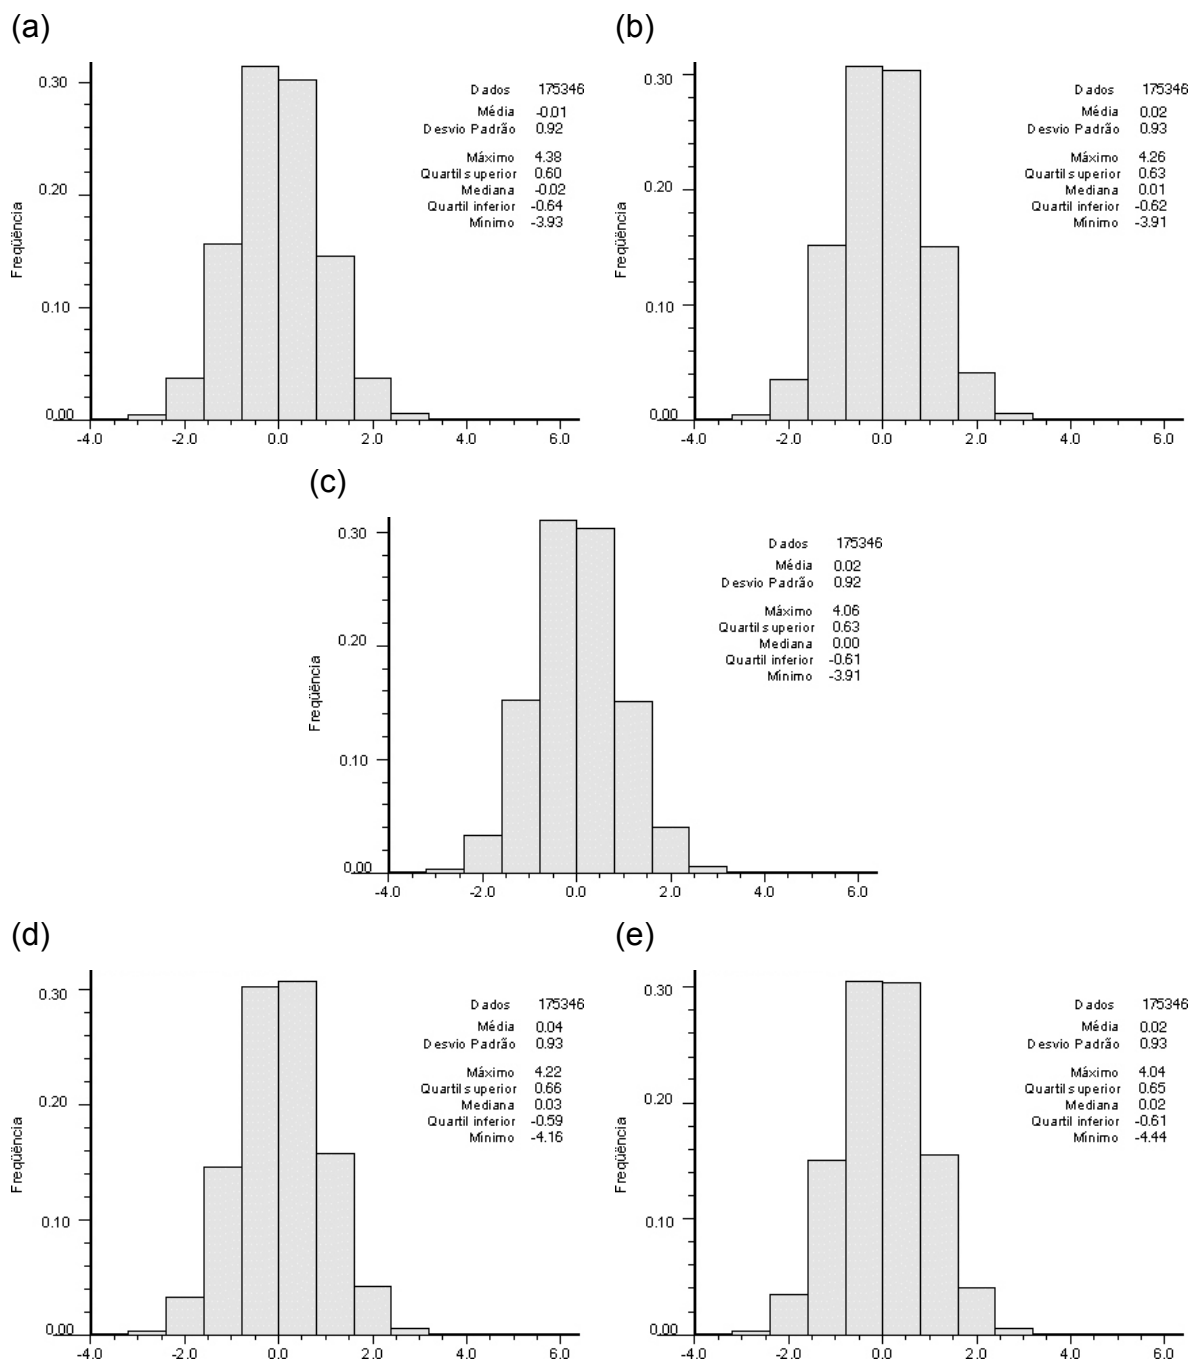 (a)
0.30
0.20
0.10
0.00
Freqüência
-4.0 -2.0 0.0 2.0 4.0 6.0
Dados 175346
Média -0.01
Desvio Padrão 0.92
Máximo 4.38
Quartil superior 0.60
Mediana -0.02
Quartil inferior -0.64
Mínimo -3.93
(b)
0.30
0.20
0.10
0.00
Freqüência
-4.0 -2.0 0.0 2.0 4.0 6.0
Dados 175346
Média 0.02
Desvio Padrão 0.93
Máximo 4.26
Quartil superior 0.63
Mediana 0.01
Quartil inferior -0.62
Mínimo -3.91
(c)
0.30
0.20
0.10
0.00
Freqüência
-4.0 -2.0 0.0 2.0 4.0 6.0
Dados 175346
Média 0.02
Desvio Padrão 0.92
Máximo 4.06
Quartil superior 0.63
Mediana 0.00
Quartil inferior -0.61
Mínimo -3.91
(d)
0.30
0.20
0.10
0.00
Freqüência
-4.0 -2.0 0.0 2.0 4.0 6.0
Dados 175346
Média 0.04
Desvio Padrão 0.93
Máximo 4.22
Quartil superior 0.66
Mediana 0.03
Quartil inferior -0.59
Mínimo -4.16
(e)
0.30
0.20
0.10
0.00
Freqüência
-4.0 -2.0 0.0 2.0 4.0 6.0
Dados 175346
Média 0.02
Desvio Padrão 0.93
Máximo 4.04
Quartil superior 0.65
Mediana 0.02
Quartil inferior -0.61
Mínimo -4.44